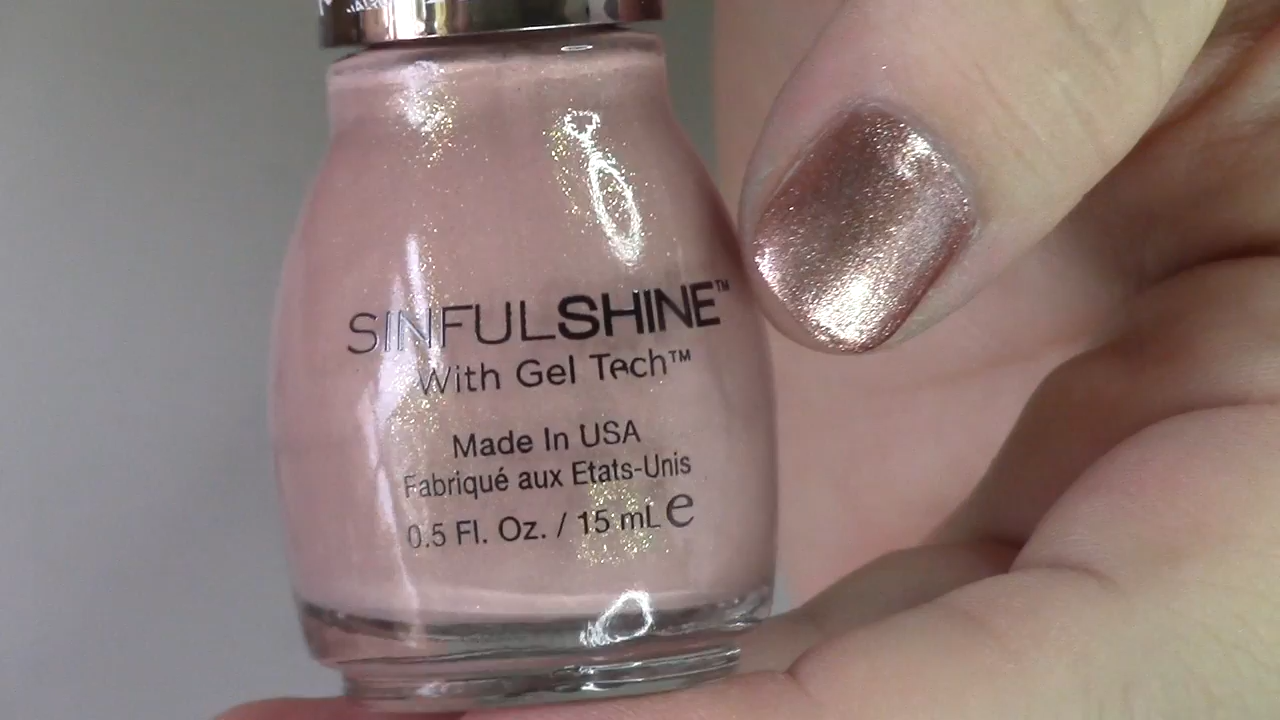 SINFULSHINE™
With Gel Tech™
Made In USA
Fabriqué aux Etats-Unis
0.5 Fl. Oz. / 15 mL e